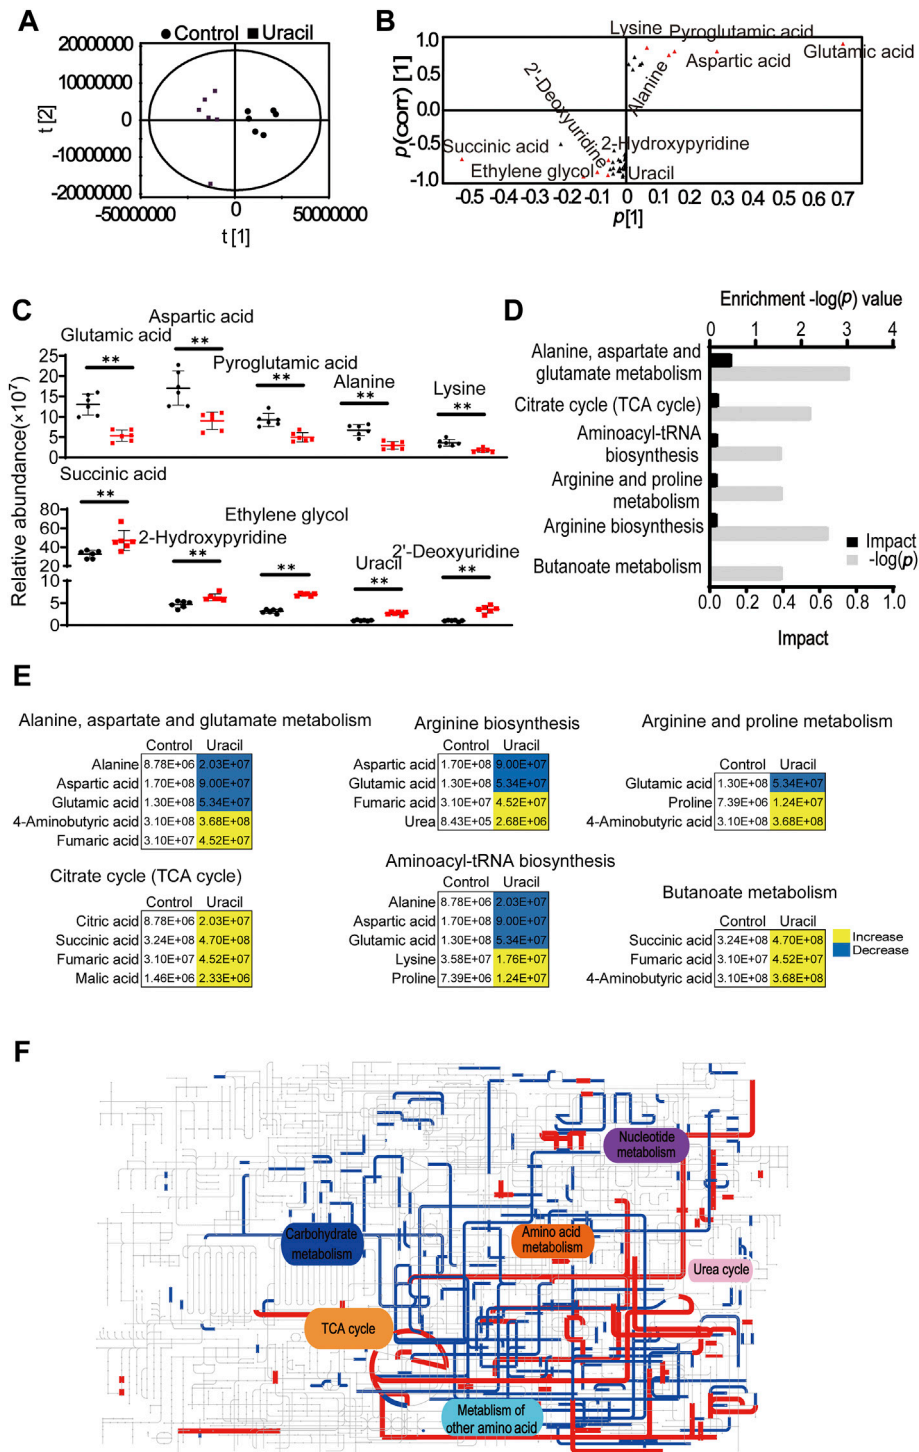 A
● Control ■ Uracil
20000000
10000000
0
-10000000
-20000000
t [2]
-50000000 0 50000000
t [1]
B
Lysine Pyroglutamic acid
Glutamic acid
Aspartic acid
Alanine
2'-Deoxyuridine
Succinic acid
2-Hydroxypyridine
Ethylene glycol
Uracil
1.0
0.5
0.0
-0.5
-1.0
p(corr) [1]
-0.5 -0.4 -0.3 -0.2 -0.1 -0 0.1 0.2 0.3 0.4 0.5 0.6 0.7
p[1]
C
Aspartic acid
Glutamic acid
Pyroglutamic acid
Alanine
Lysine
** ** ** ** **
25
20
15
10
5
0
Relative abundance(×10⁷)
Succinic acid
Ethylene glycol
2-Hydroxypyridine
Uracil
2'-Deoxyuridine
** ** ** ** **
80
60
40
20
10
5
0
D
Enrichment -log(p) value
0 1 2 3 4
Alanine, aspartate and
glutamate metabolism
Citrate cycle (TCA cycle)
Aminoacyl-tRNA
biosynthesis
Arginine and proline
metabolism
Arginine biosynthesis
Butanoate metabolism
Impact
-log(p)
0.0 0.2 0.4 0.6 0.8 1.0
Impact
E
Alanine, aspartate and glutamate metabolism
Control Uracil
Alanine 8.78E+06 2.03E+07
Aspartic acid 1.70E+08 9.00E+07
Glutamic acid 1.30E+08 5.34E+07
4-Aminobutyric acid 3.10E+08 3.68E+08
Fumaric acid 3.10E+07 4.52E+07
Arginine biosynthesis
Control Uracil
Aspartic acid 1.70E+08 9.00E+07
Glutamic acid 1.30E+08 5.34E+07
Fumaric acid 3.10E+07 4.52E+07
Urea 8.43E+05 2.68E+06
Arginine and proline metabolism
Control Uracil
Glutamic acid 1.30E+08 5.34E+07
Proline 7.39E+06 1.24E+07
4-Aminobutyric acid 3.10E+08 3.68E+08
Citrate cycle (TCA cycle)
Control Uracil
Citric acid 8.78E+06 2.03E+07
Succinic acid 3.24E+08 4.70E+08
Fumaric acid 3.10E+07 4.52E+07
Malic acid 1.46E+06 2.33E+06
Aminoacyl-tRNA biosynthesis
Control Uracil
Alanine 8.78E+06 2.03E+07
Aspartic acid 1.70E+08 9.00E+07
Glutamic acid 1.30E+08 5.34E+07
Lysine 3.58E+07 1.76E+07
Proline 7.39E+06 1.24E+07
Butanoate metabolism
Control Uracil
Succinic acid 3.24E+08 4.70E+08
Fumaric acid 3.10E+07 4.52E+07
4-Aminobutyric acid 3.10E+08 3.68E+08
Increase
Decrease
F
Nucleotide
metabolism
Carbohydrate
metabolism
Amino acid
metabolism
Urea cycle
TCA cycle
Metablism of
other amino acid